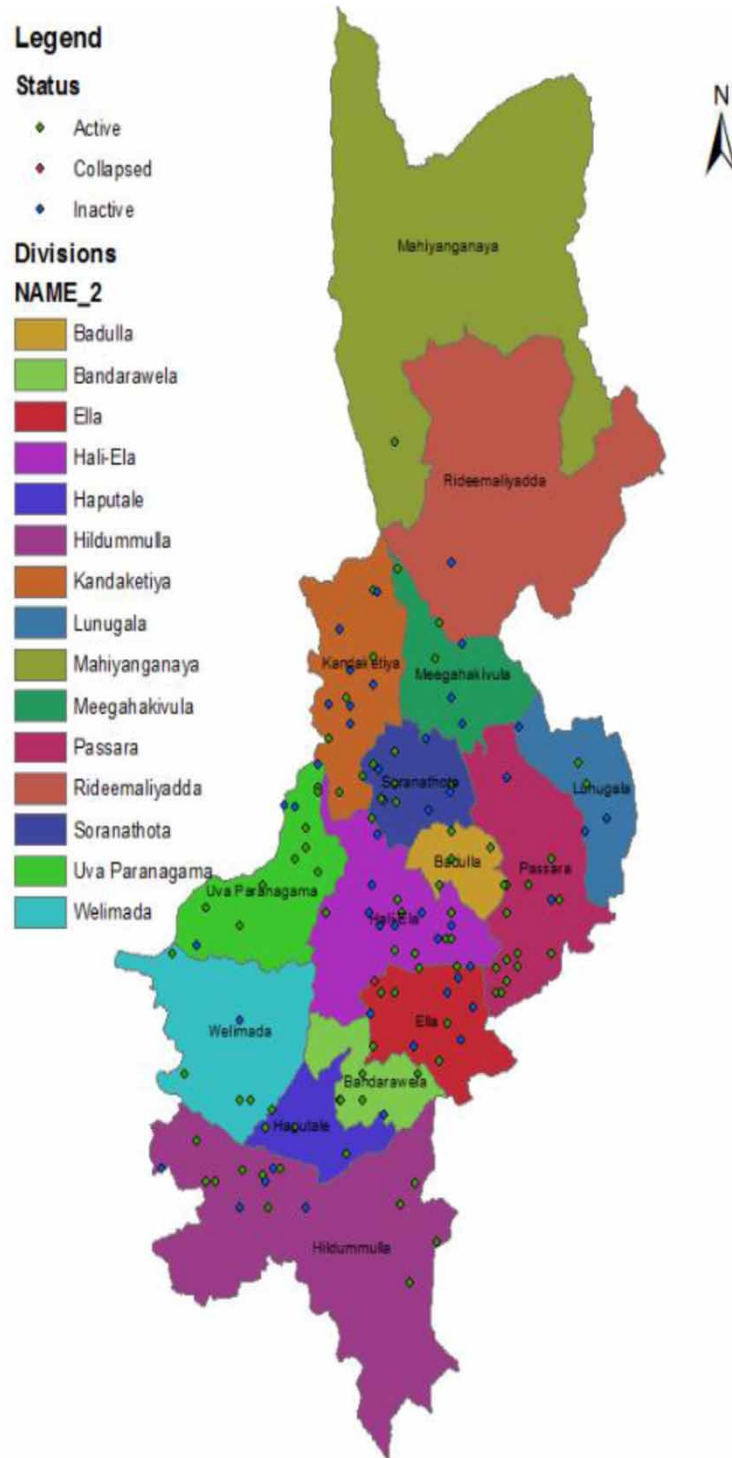 Legend
Status
Active
Collapsed
Inactive
Divisions
NAME_2
Badulla
Bandarawela
Ella
Hali-Ela
Haputale
Hildummulla
Kandaketiya
Lunugala
Mahiyanganaya
Meegahakivula
Passara
Rideemaliyadda
Soranathota
Uva Paranagama
Welimada
N
Mahiyanganaya
Rideemaliyadda
Kandaketiya
Meegahakivula
Soranathota
Lunugala
Badulla
Passara
Uva Paranagama
Hali-Ela
Welimada
Ella
Bandarawela
Haputale
Hildummulla